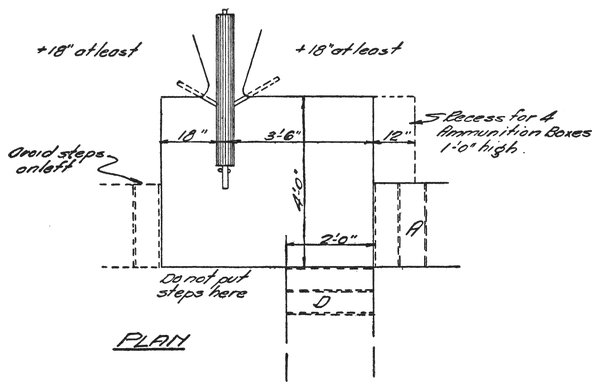 +18" at least
+18" at least
18"
3'-6"
12"
Recess for 4
Ammunition Boxes
1'-0" high.
Avoid steps
on left
4'-0"
2'-0"
A
Do not put
steps here
D
PLAN